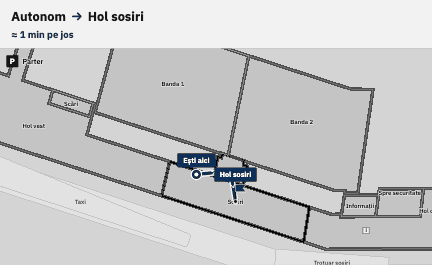 Autonom → Hol sosiri
≈ 1 min pe jos
P Parter
Banda 1
Scări
Banda 2
Hol vest
Ești aici
Hol sosiri
Spre securitate
Informații
Taxi
i
Trotuar sosiri